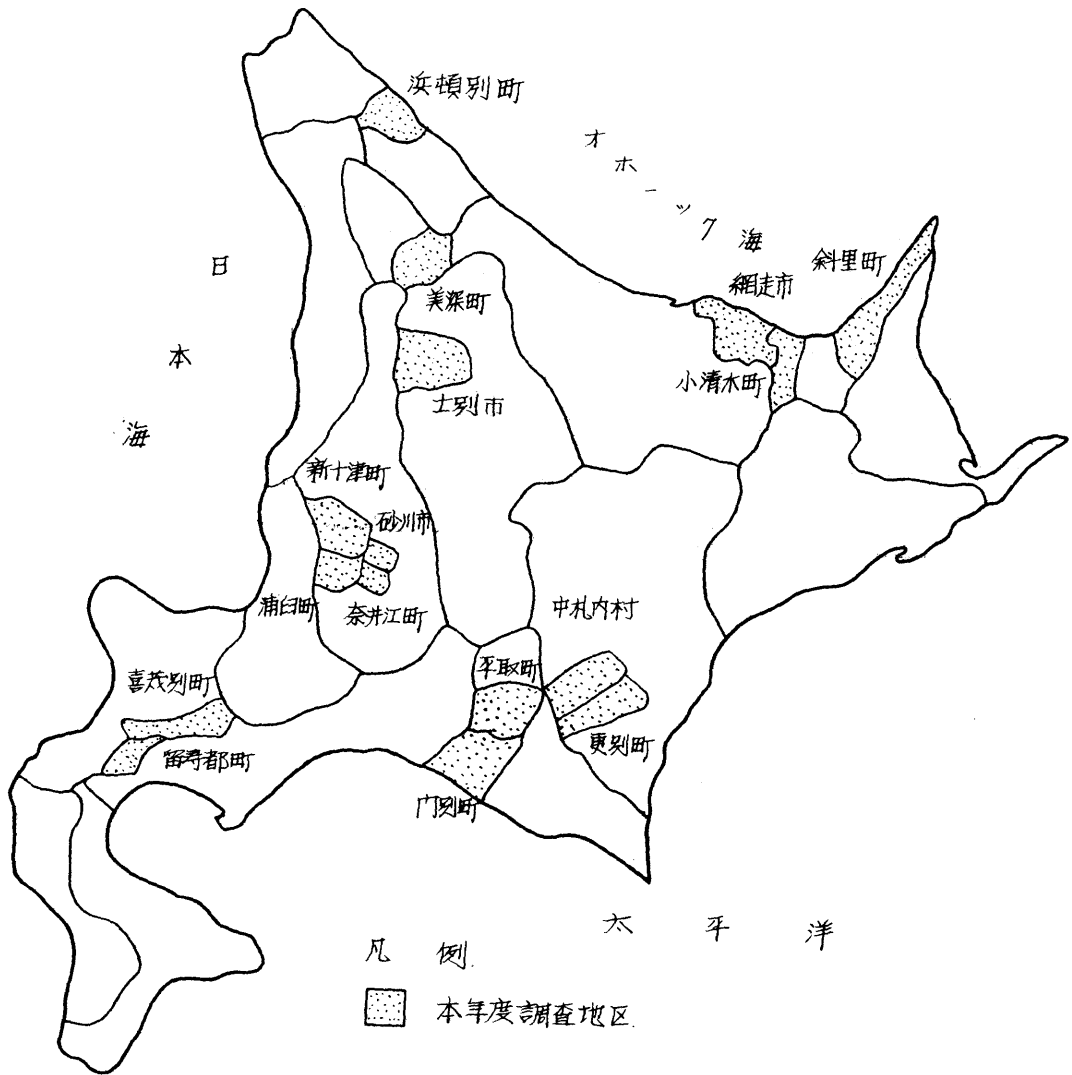 浜頓別町
オホーツク海
斜里町
網走市
日本海
美深町
小清水町
士別市
新十津町
砂川市
浦臼町
奈井江町
中札内村
平取町
喜茂別町
更別町
留寿都町
门别町
太平洋
凡例
本年度調査地区